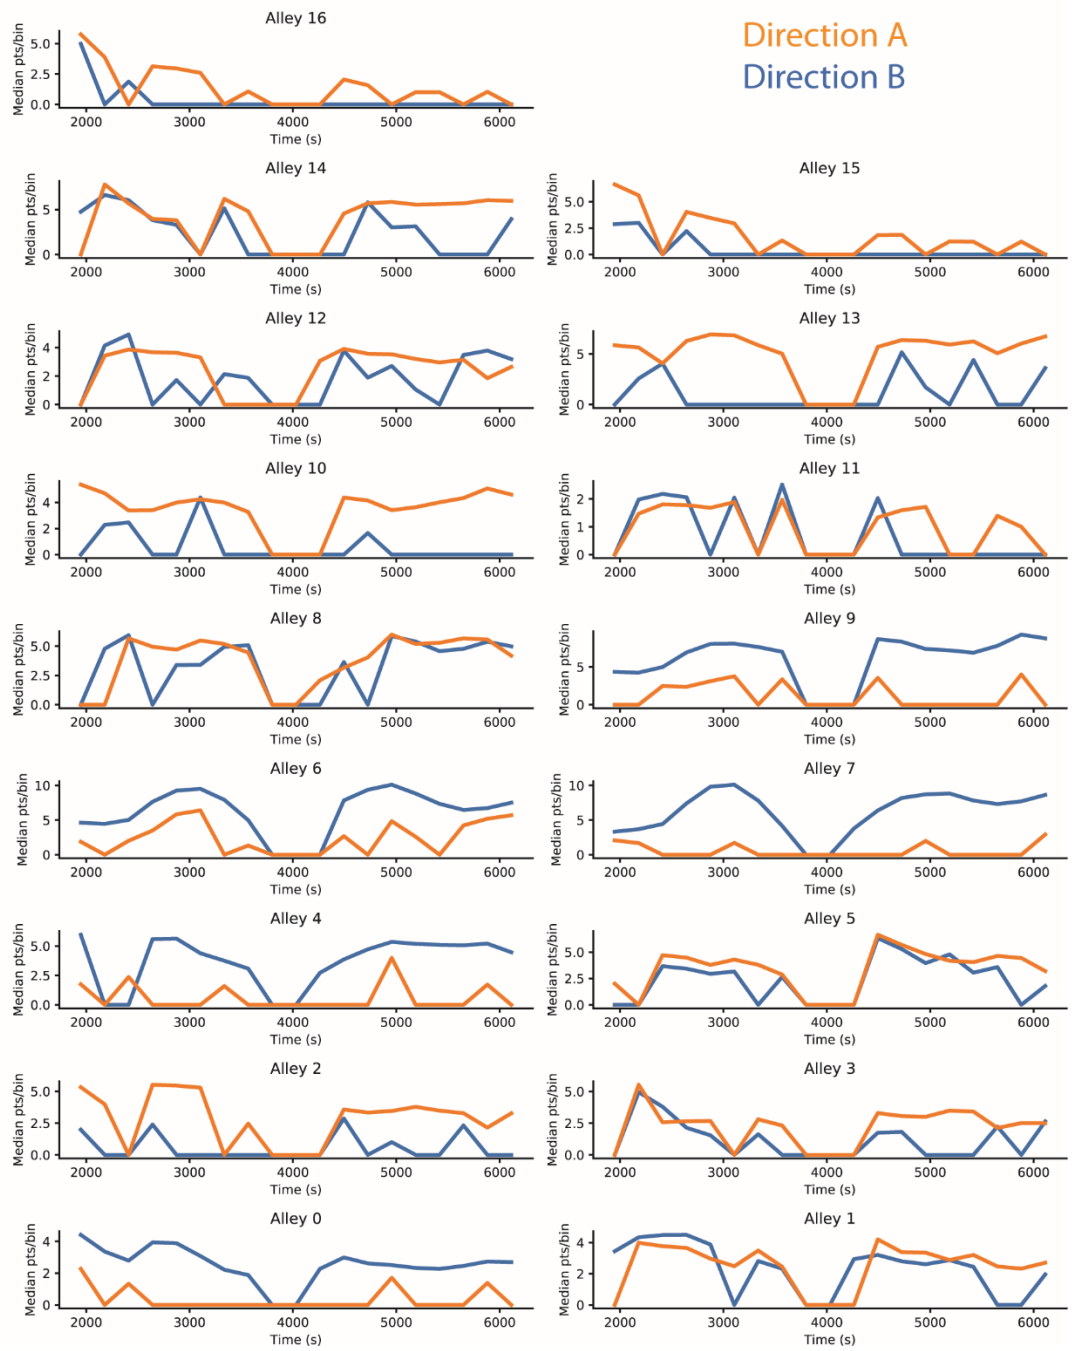 Alley 16
Direction A
Direction B
Median pts/bin
5.0
2.5
0.0
2000 3000 4000 5000 6000
Time (s)
Alley 14
Median pts/bin
5
0
2000 3000 4000 5000 6000
Time (s)
Alley 15
Median pts/bin
5.0
2.5
0.0
2000 3000 4000 5000 6000
Time (s)
Alley 12
Median pts/bin
4
2
0
2000 3000 4000 5000 6000
Time (s)
Alley 13
Median pts/bin
5
0
2000 3000 4000 5000 6000
Time (s)
Alley 10
Median pts/bin
4
2
0
2000 3000 4000 5000 6000
Time (s)
Alley 11
Median pts/bin
2
1
0
2000 3000 4000 5000 6000
Time (s)
Alley 8
Median pts/bin
5.0
2.5
0.0
2000 3000 4000 5000 6000
Time (s)
Alley 9
Median pts/bin
5
0
2000 3000 4000 5000 6000
Time (s)
Alley 6
Median pts/bin
10
5
0
2000 3000 4000 5000 6000
Time (s)
Alley 7
Median pts/bin
10
5
0
2000 3000 4000 5000 6000
Time (s)
Alley 4
Median pts/bin
5.0
2.5
0.0
2000 3000 4000 5000 6000
Time (s)
Alley 5
Median pts/bin
5.0
2.5
0.0
2000 3000 4000 5000 6000
Time (s)
Alley 2
Median pts/bin
5.0
2.5
0.0
2000 3000 4000 5000 6000
Time (s)
Alley 3
Median pts/bin
5.0
2.5
0.0
2000 3000 4000 5000 6000
Time (s)
Alley 0
Median pts/bin
4
2
0
2000 3000 4000 5000 6000
Time (s)
Alley 1
Median pts/bin
4
2
0
2000 3000 4000 5000 6000
Time (s)